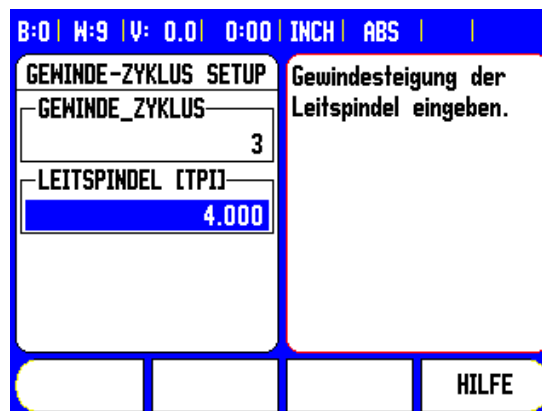 B:0| W:9 |V: 0.0| 0:00| INCH| ABS | |
GEWINDE-ZYKLUS SETUP
GEWINDE_ZYKLUS
3
LEITSPINDEL [TPI]
4.000
Gewindesteigung der
Leitspindel eingeben.
HILFE